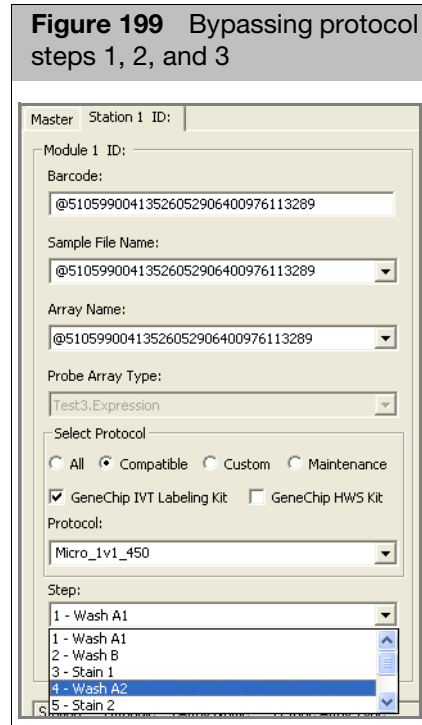 Figure 199 Bypassing protocol
steps 1, 2, and 3
Master Station 1 ID:
Module 1 ID:
Barcode:
@51059900413526052906400976113289
Sample File Name:
@51059900413526052906400976113289
Array Name:
@51059900413526052906400976113289
Probe Array Type:
Test3.Expression
Select Protocol
All Compatible Custom Maintenance
GeneChip IVT Labeling Kit GeneChip HWS Kit
Protocol:
Micro_1v1_450
Step:
1 - Wash A1
1 - Wash A1
2 - Wash B
3 - Stain 1
4 - Wash A2
5 - Stain 2